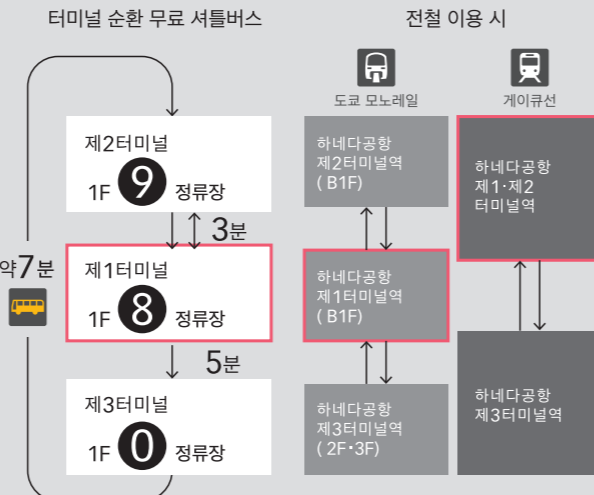 터미널 순환 무료 셔틀버스
제2터미널
1F 9 정류장
3분
약7분
제1터미널
1F 8 정류장
5분
제3터미널
1F 0 정류장
전철 이용 시
도쿄 모노레일
하네다공항
제2터미널역
( B1F)
하네다공항
제1터미널역
( B1F)
하네다공항
제3터미널역
( 2F･3F)
게이큐선
하네다공항
제1･제2
터미널역
하네다공항
제3터미널역